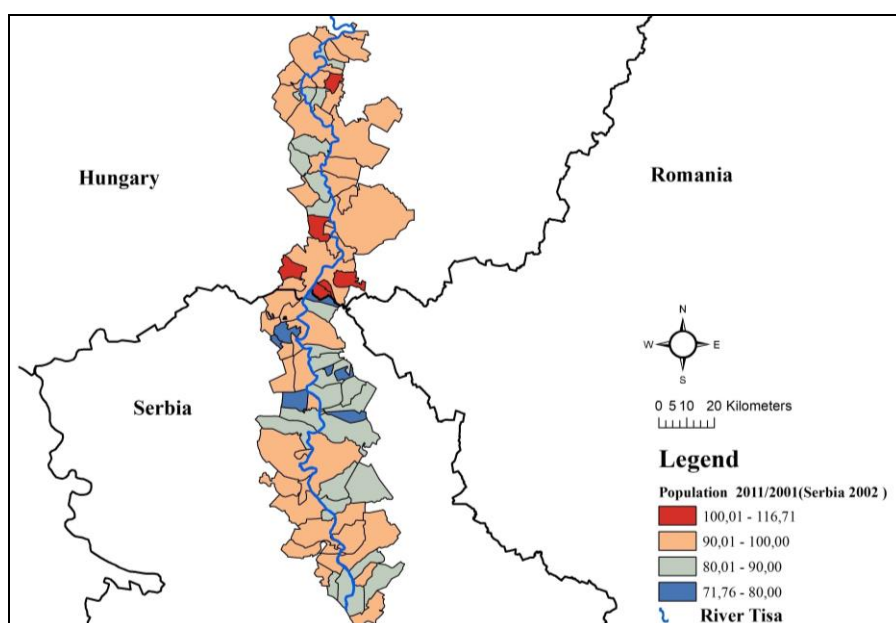 Hungary
Romania
Serbia
N
W E
S
0 5 10 20 Kilometers
Legend
Population 2011/2001(Serbia 2002 )
100,01 - 116,71
90,01 - 100,00
80,01 - 90,00
71,76 - 80,00
River Tisa